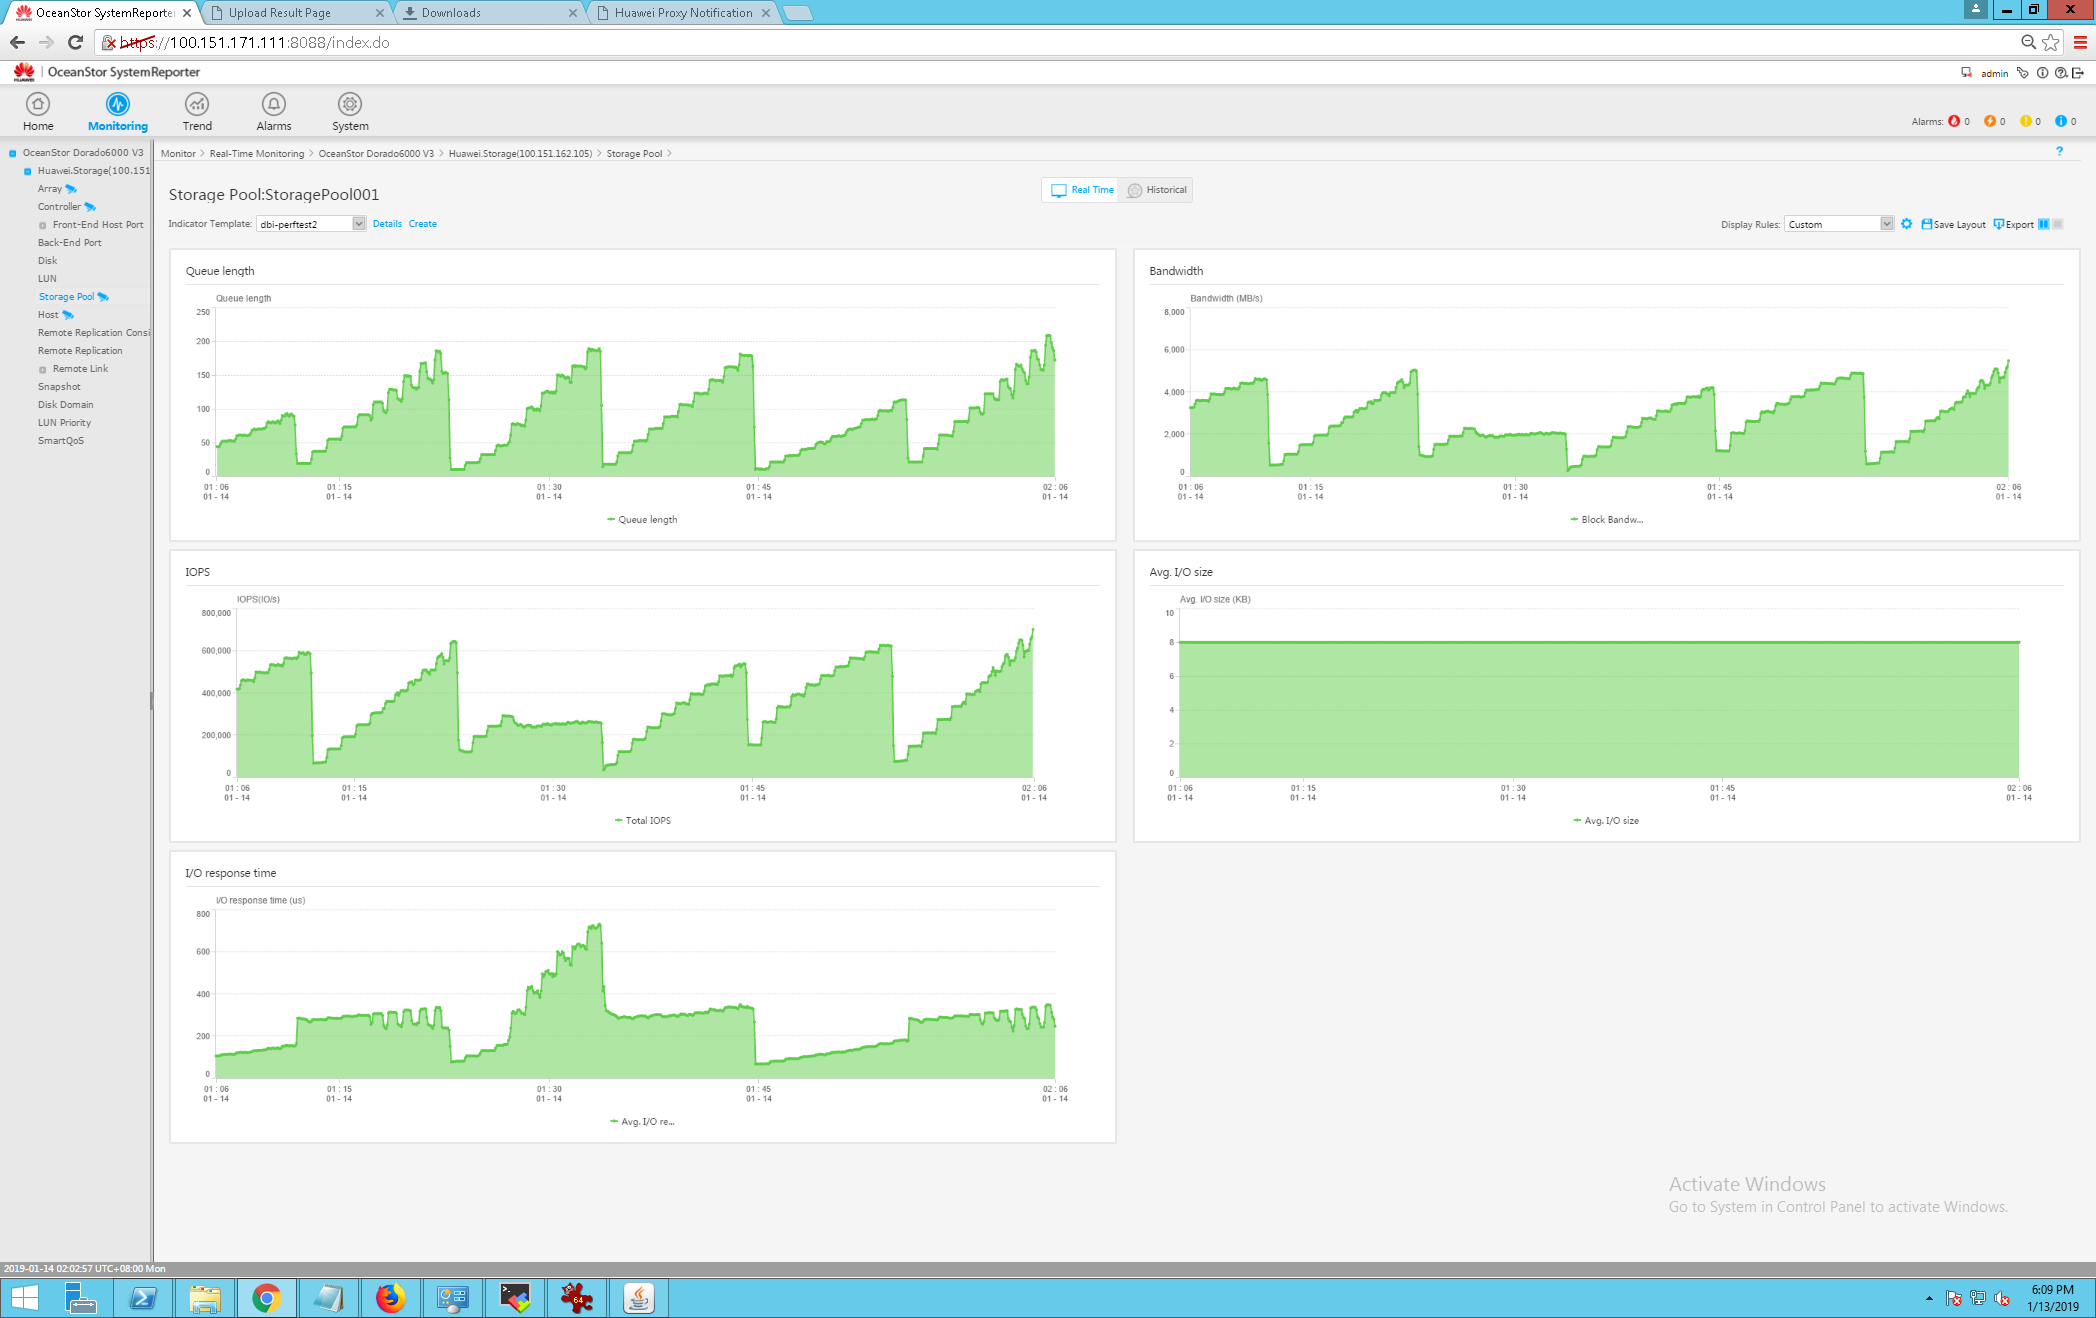 OceanStor SystemReporter
Upload Result Page
Downloads
Huawei Proxy Notification
https://100.151.171.111:8088/index.do
HUAWEI
OceanStor SystemReporter
admin
Home
Monitoring
Trend
Alarms
System
Alarms: 0 0 0 0
OceanStor Dorado6000 V3
Huawei.Storage(100.151
Array
Controller
Front-End Host Port
Back-End Port
Disk
LUN
Storage Pool
Host
Remote Replication Consi
Remote Replication
Remote Link
Snapshot
Disk Domain
LUN Priority
SmartQoS
Monitor > Real-Time Monitoring > OceanStor Dorado6000 V3 > Huawei.Storage(100.151.162.105) > Storage Pool >
?
Storage Pool:StoragePool001
Real Time
Historical
Indicator Template: dbi-perftest2 Details Create
Display Rules: Custom Save Layout Export
Queue length
Queue length
250
200
150
100
50
0
01 : 06 01 : 15 01 : 30 01 : 45 02 : 06
01 - 14 01 - 14 01 - 14 01 - 14 01 - 14
Queue length
Bandwidth
Bandwidth (MB/s)
8,000
6,000
4,000
2,000
0
01 : 06 01 : 15 01 : 30 01 : 45 02 : 06
01 - 14 01 - 14 01 - 14 01 - 14 01 - 14
Block Bandw...
IOPS
IOPS(IO/s)
800,000
600,000
400,000
200,000
0
01 : 06 01 : 15 01 : 30 01 : 45 02 : 06
01 - 14 01 - 14 01 - 14 01 - 14 01 - 14
Total IOPS
Avg. I/O size
Avg. I/O size (KB)
10
8
6
4
2
0
01 : 06 01 : 15 01 : 30 01 : 45 02 : 06
01 - 14 01 - 14 01 - 14 01 - 14 01 - 14
Avg. I/O size
I/O response time
I/O response time (us)
800
600
400
200
0
01 : 06 01 : 15 01 : 30 01 : 45 02 : 06
01 - 14 01 - 14 01 - 14 01 - 14 01 - 14
Avg. I/O re...
Activate Windows
Go to System in Control Panel to activate Windows.
2019-01-14 02:02:57 UTC+08:00 Mon
64
6:09 PM
1/13/2019